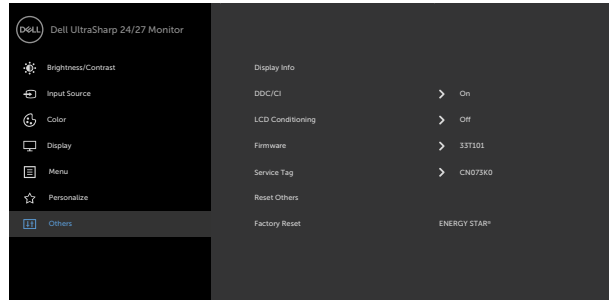 DELL Dell UltraSharp 24/27 Monitor
Brightness/Contrast
Input Source
Color
Display
Menu
Personalize
Others
Display Info
DDC/CI > On
LCD Conditioning > Off
Firmware > 33T101
Service Tag > CN073K0
Reset Others
Factory Reset ENERGY STAR®